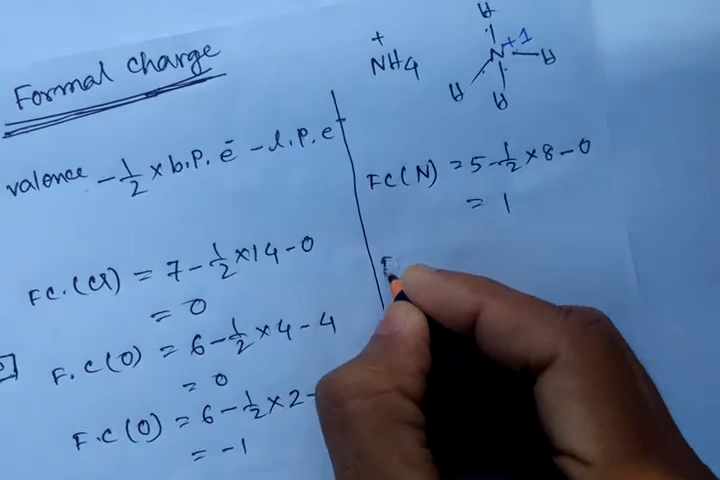 Formal charge
valence - 1/2 × b.p. ē - l.p. e
FC.(Cl) = 7 - 1/2 × 14 - 0
= 0
F.C(O) = 6 - 1/2 × 4 - 4
= 0
F.C(O) = 6 - 1/2 × 2 -
= -1
+
NH4
H
N +1
H
H
H
FC(N) = 5 - 1/2 × 8 - 0
= 1
F